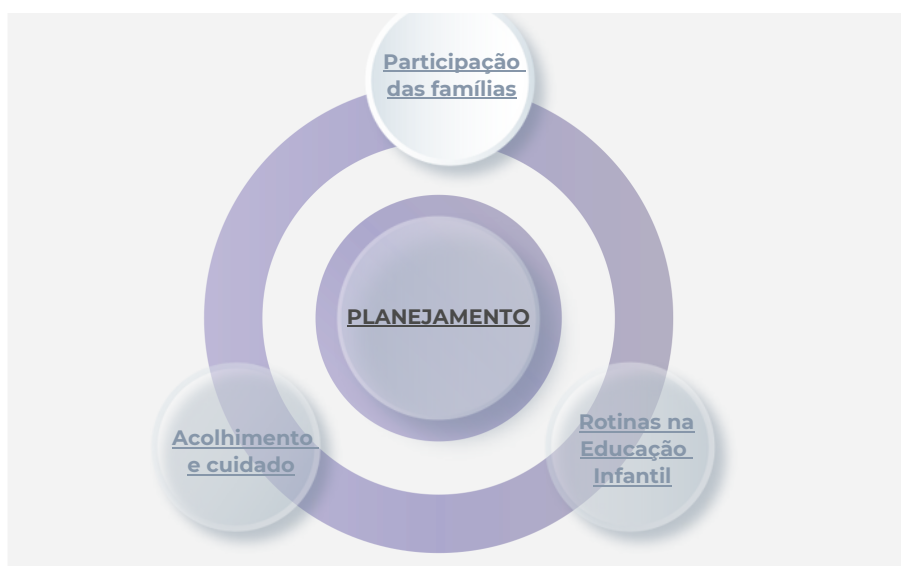 Participação
das famílias
PLANEJAMENTO
Acolhimento
e cuidado
Rotinas na
Educação
Infantil